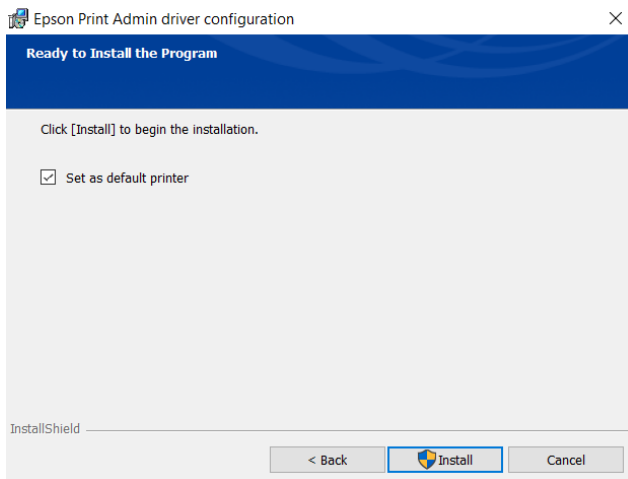 Epson Print Admin driver configuration
Ready to Install the Program
Click [Install] to begin the installation.
Set as default printer
InstallShield
< Back
Install
Cancel